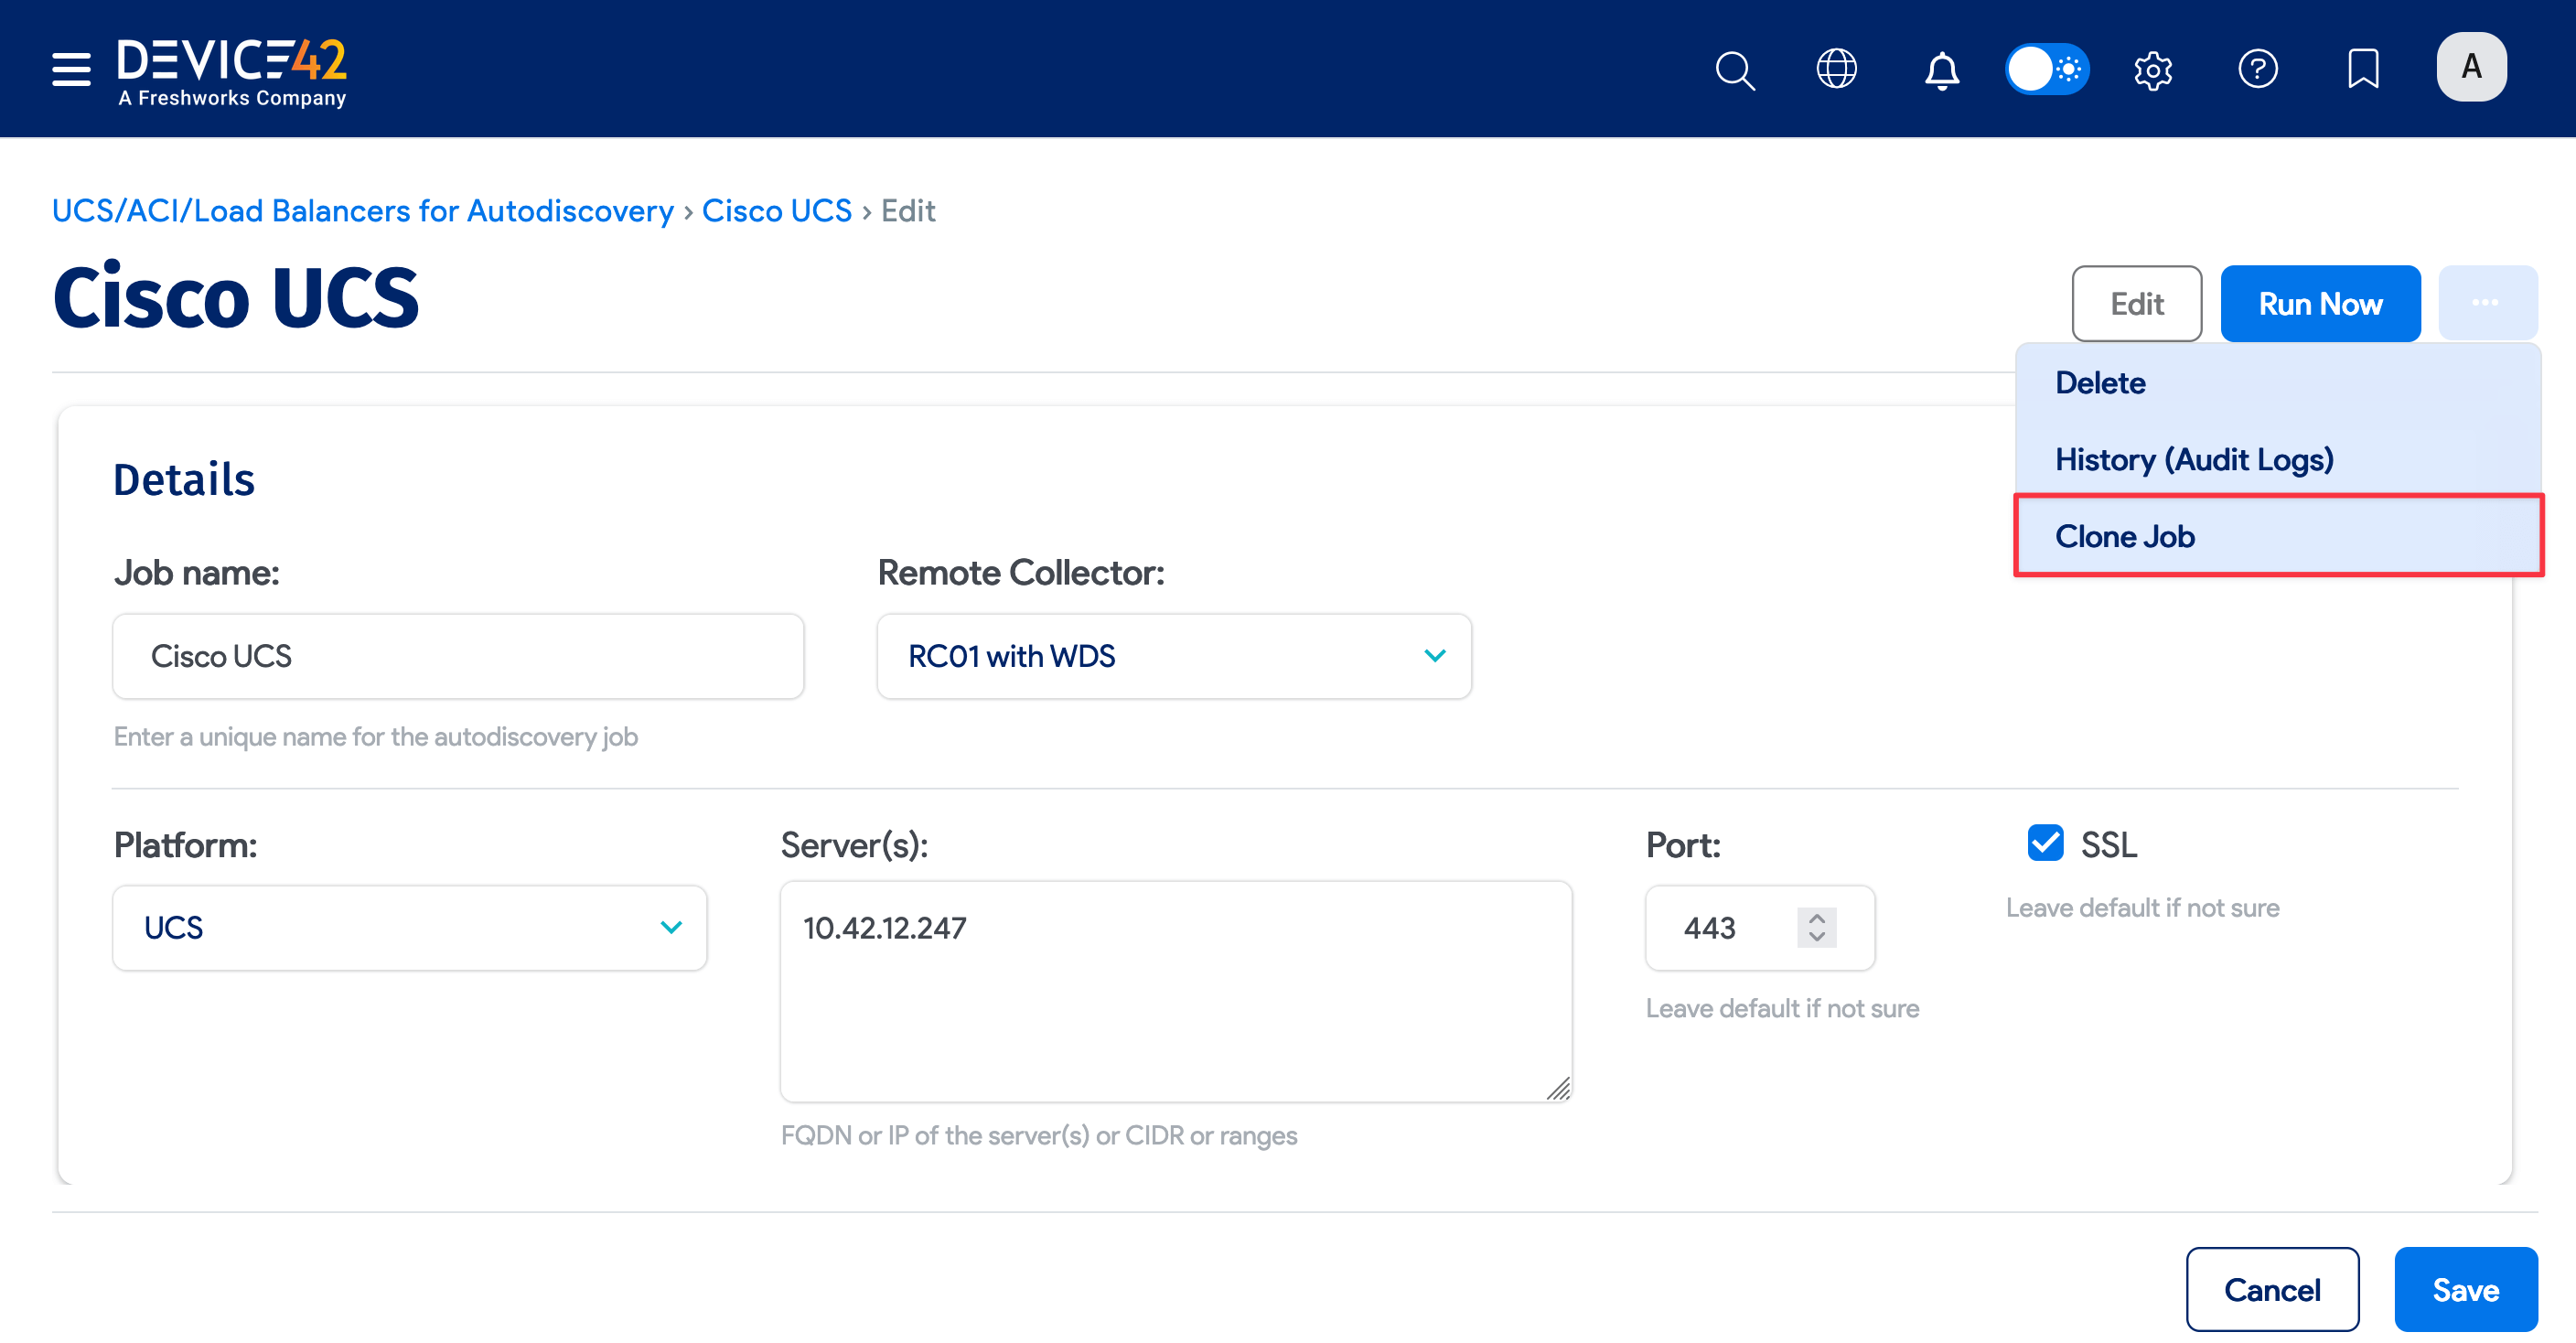 DEVICE42
A Freshworks Company
A
UCS/ACI/Load Balancers for Autodiscovery › Cisco UCS › Edit
Cisco UCS
Edit
Run Now
Delete
History (Audit Logs)
Clone Job
Details
Job name:
Remote Collector:
Cisco UCS
RC01 with WDS
Enter a unique name for the autodiscovery job
Platform:
Server(s):
Port:
SSL
UCS
10.42.12.247
443
Leave default if not sure
Leave default if not sure
FQDN or IP of the server(s) or CIDR or ranges
Cancel
Save